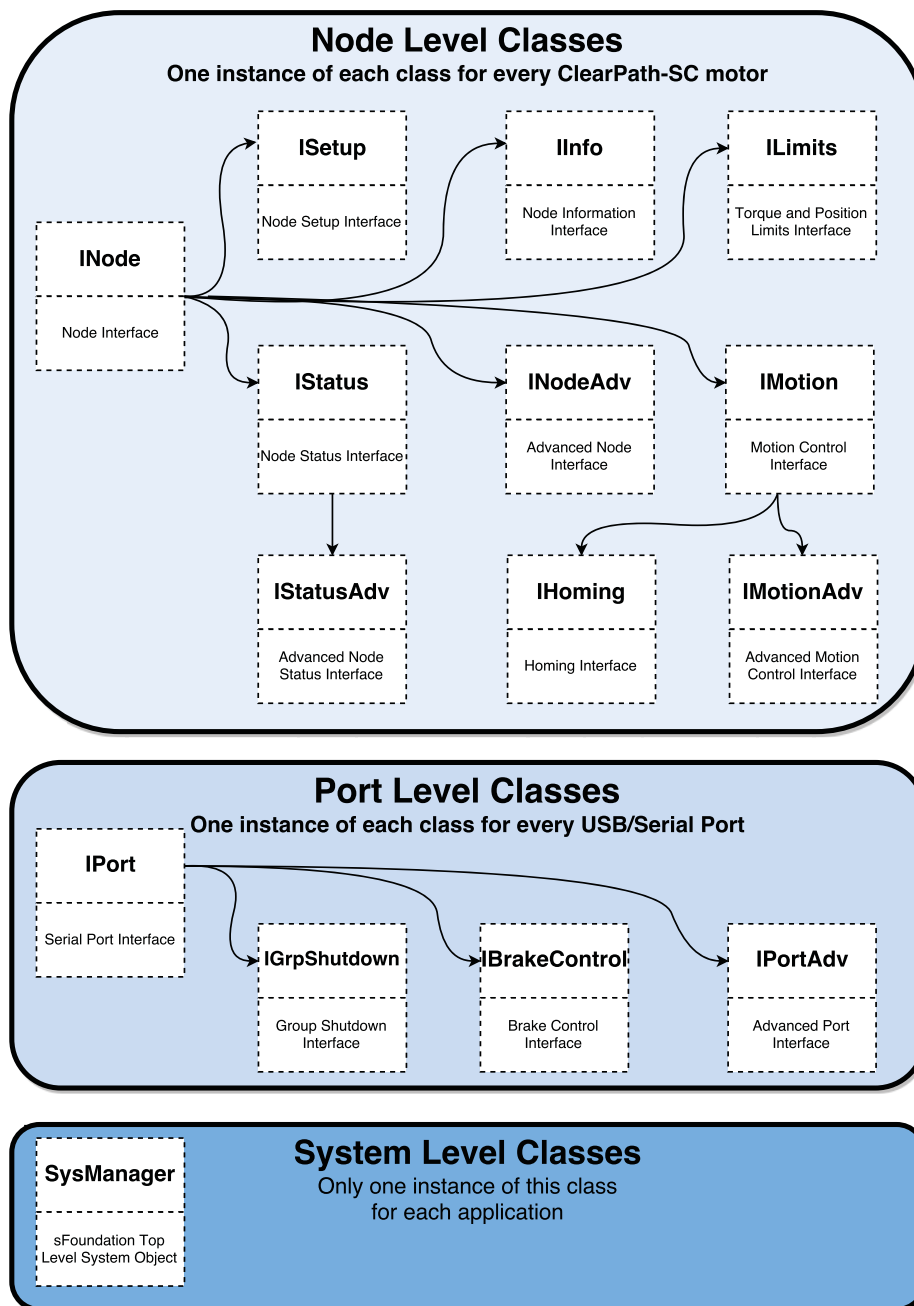 Node Level Classes
One instance of each class for every ClearPath-SC motor
ISetup
Node Setup Interface
IInfo
Node Information
Interface
ILimits
Torque and Position
Limits Interface
INode
Node Interface
IStatus
Node Status Interface
INodeAdv
Advanced Node
Interface
IMotion
Motion Control
Interface
IStatusAdv
Advanced Node
Status Interface
IHoming
Homing Interface
IMotionAdv
Advanced Motion
Control Interface
Port Level Classes
One instance of each class for every USB/Serial Port
IPort
Serial Port Interface
IGrpShutdown
Group Shutdown
Interface
IBrakeControl
Brake Control
Interface
IPortAdv
Advanced Port
Interface
System Level Classes
Only one instance of this class
for each application
SysManager
sFoundation Top
Level System Object